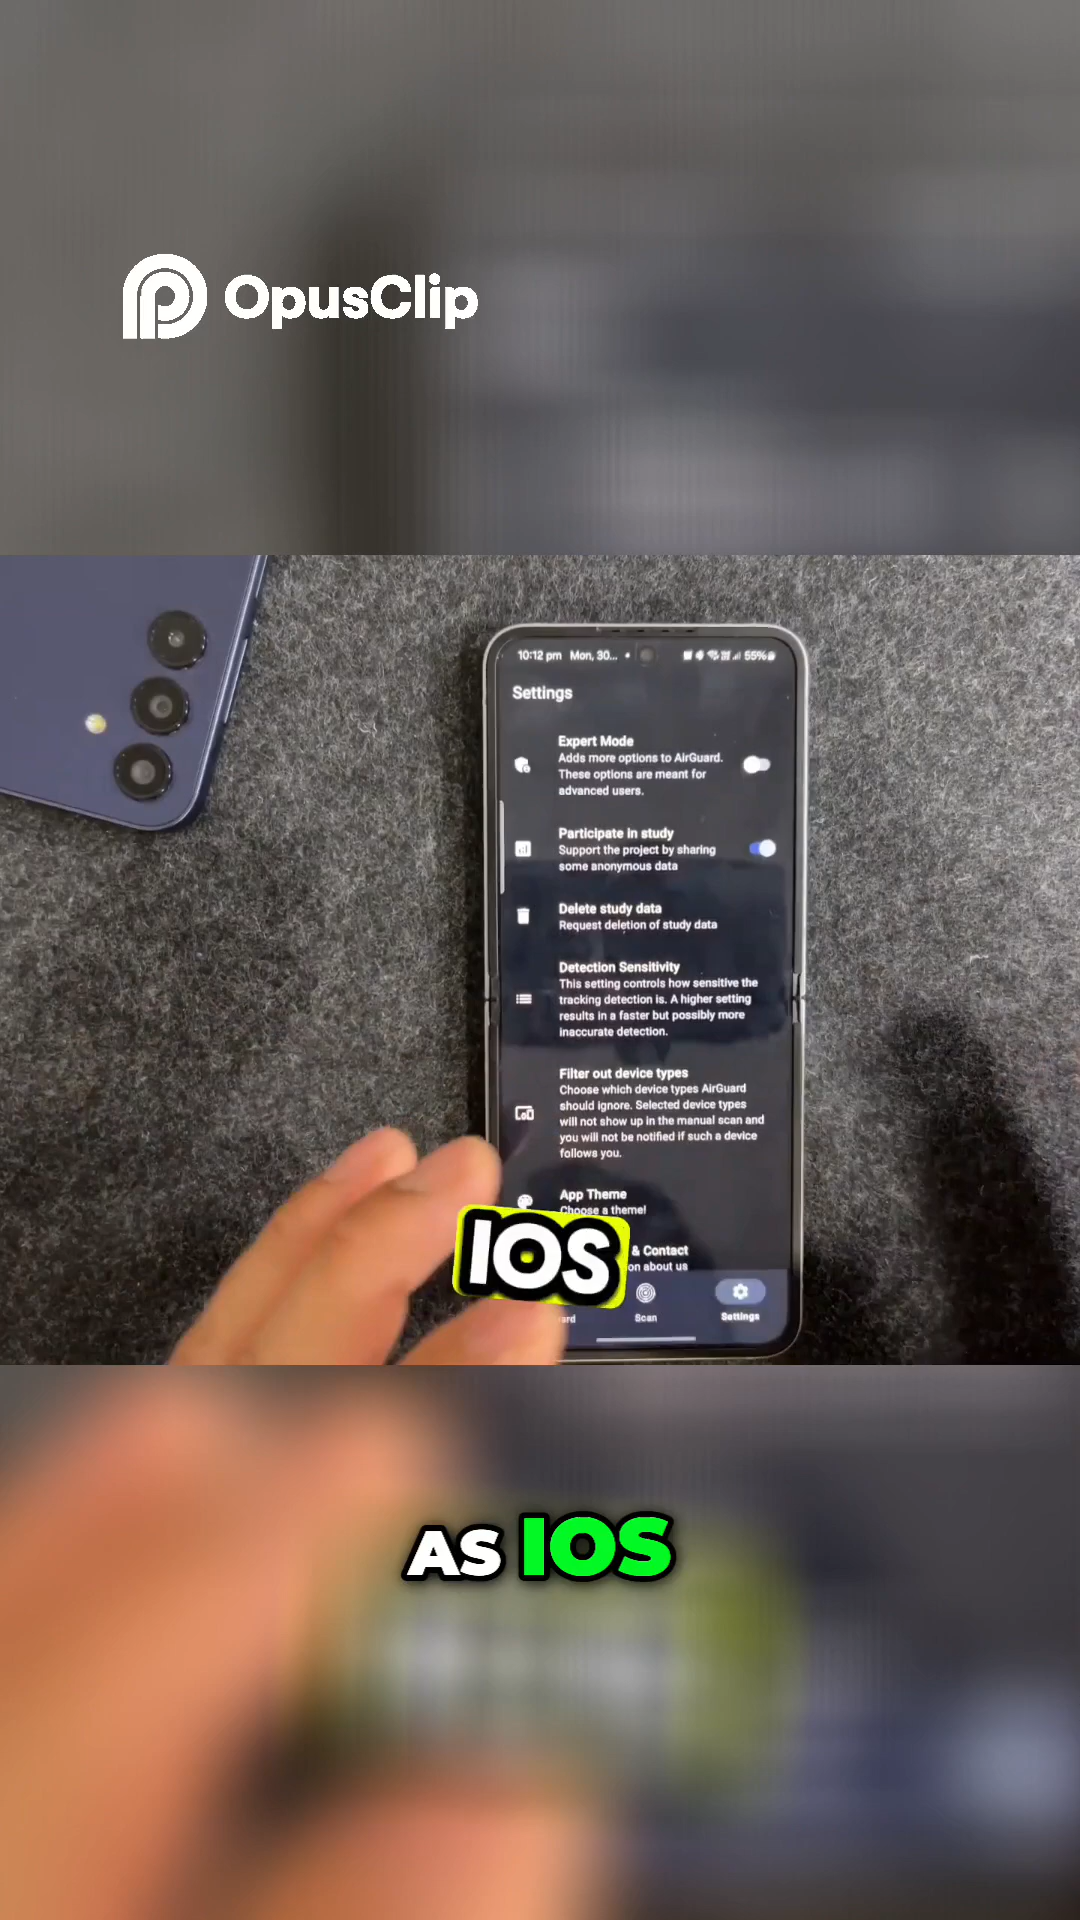 OpusClip
10:12 pm Mon, 30...
55%
Settings
Expert Mode
Adds more options to AirGuard.
These options are meant for
advanced users.
Participate in study
Support the project by sharing
some anonymous data
Delete study data
Request deletion of study data
Detection Sensitivity
This setting controls how sensitive the
tracking detection is. A higher setting
results in a faster but possibly more
inaccurate detection.
Filter out device types
Choose which device types AirGuard
should ignore. Selected device types
will not show up in the manual scan and
you will not be notified if such a device
follows you.
App Theme
Choose a theme!
& Contact
on about us
IOS
Scan
Settings
AS IOS